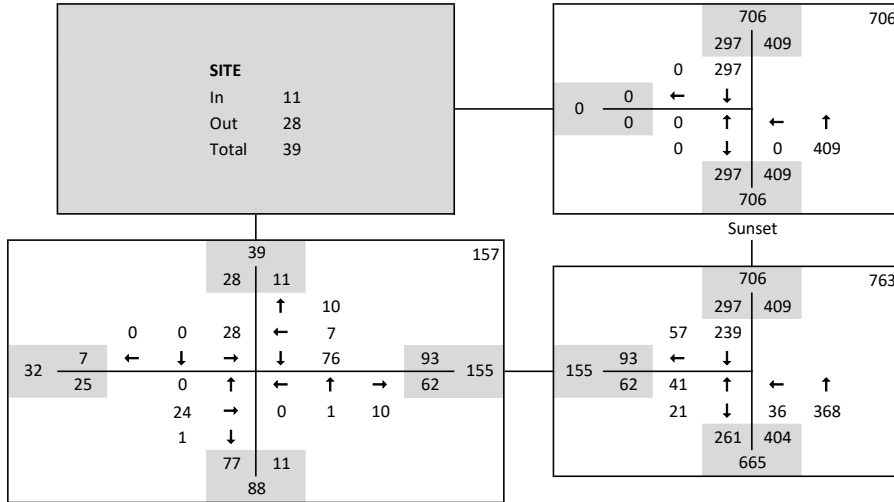 706 706
297 409
SITE 0 297
In 11 0 0 ← ↓
Out 28 0 0 ↑ ← ↑
Total 39 0 ↓ 0 409
297 409
706
Sunset
39 157
28 11
706 763
297 409
↑ 10
0 0 28 ← 7
57 239
7 ← ↓ → ↓ 76 93
93 ← ↓
32 155
155
25 0 ↑ ← ↑ → 62
62 41 ↑ ← ↑
24 → 0 1 10
21 ↓ 36 368
1 ↓
77 11
261 404
88
665